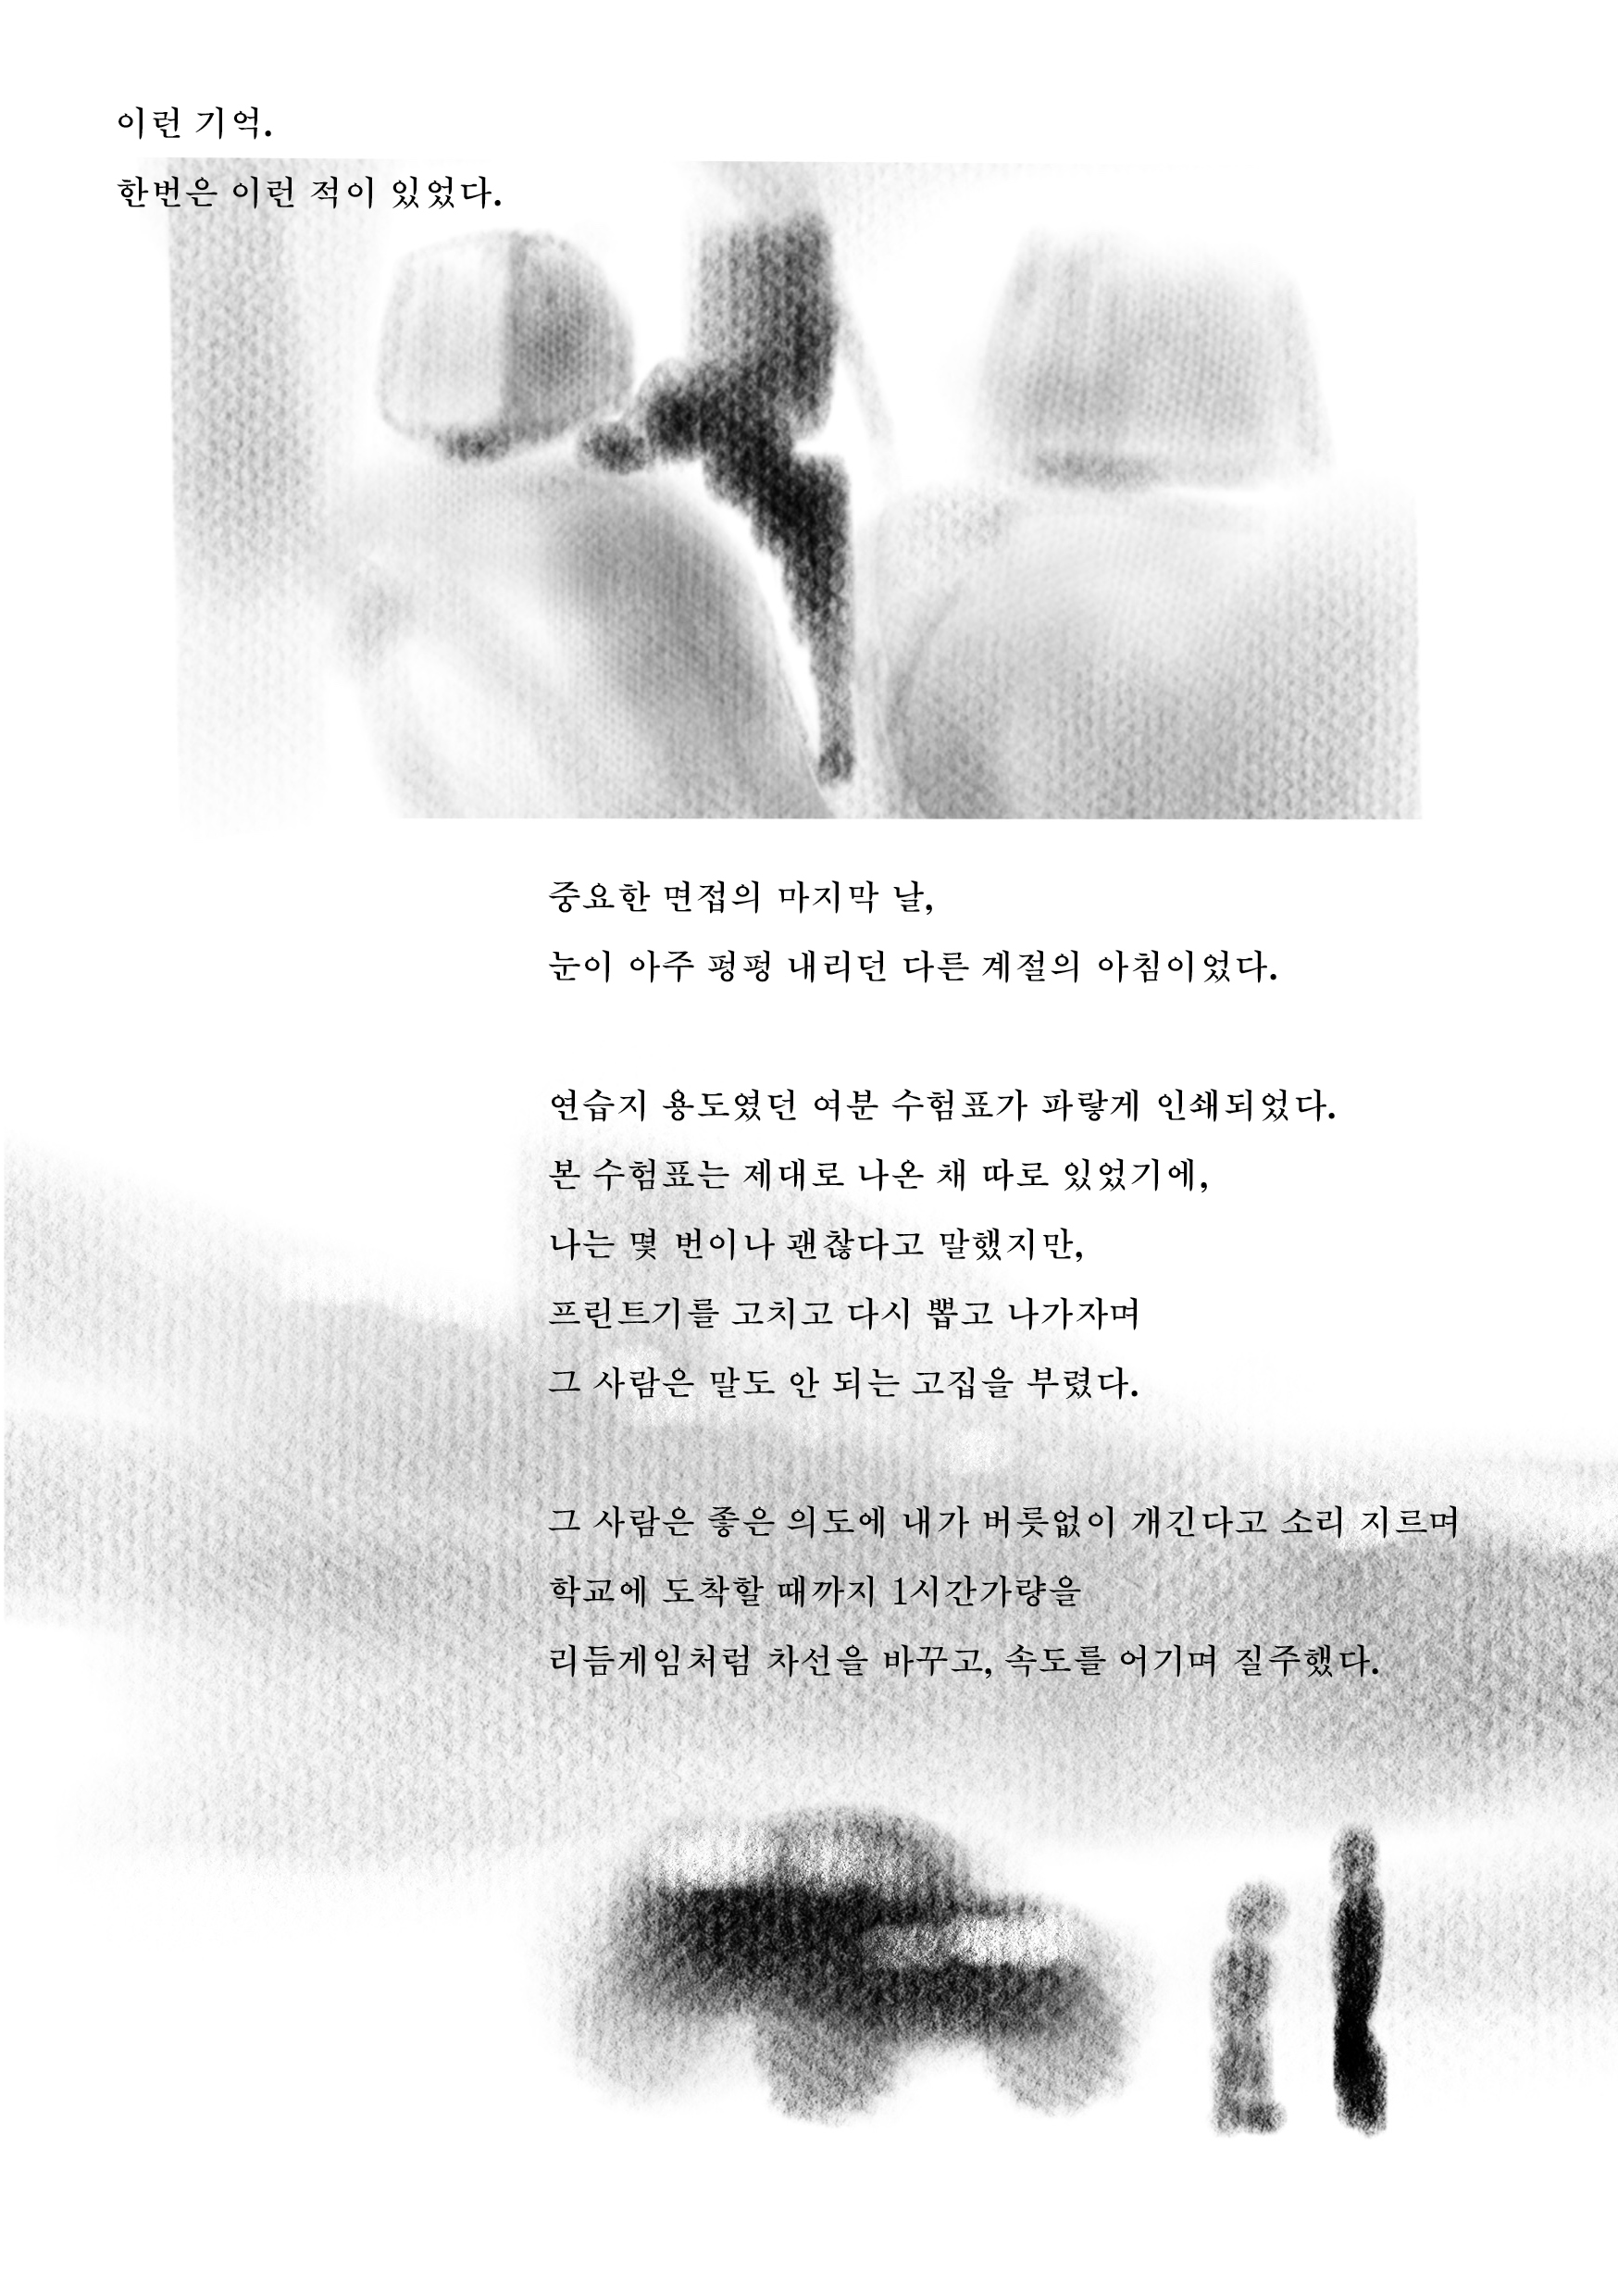 이런 기억.
한번은 이런 적이 있었다.
중요한 면접의 마지막 날,
눈이 아주 펑펑 내리던 다른 계절의 아침이었다.
연습지 용도였던 여분 수험표가 파랗게 인쇄되었다.
본 수험표는 제대로 나온 채 따로 있었기에,
나는 몇 번이나 괜찮다고 말했지만,
프린트기를 고치고 다시 뽑고 나가자며
그 사람은 말도 안 되는 고집을 부렸다.
그 사람은 좋은 의도에 내가 버릇없이 개긴다고 소리 지르며
학교에 도착할 때까지 1시간가량을
리듬게임처럼 차선을 바꾸고, 속도를 어기며 질주했다.